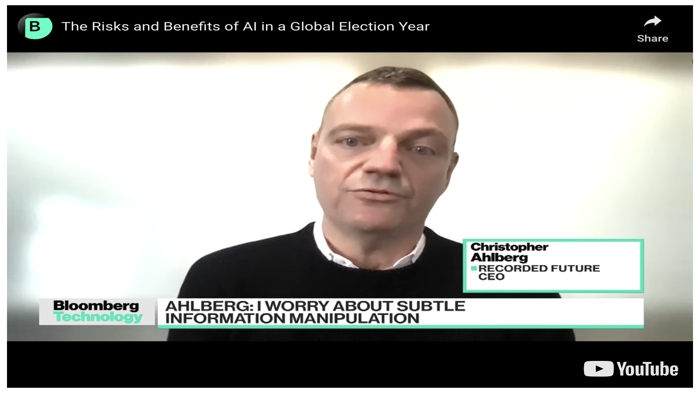 B
The Risks and Benefits of AI in a Global Election Year
Share
Christopher
Ahlberg
RECORDED FUTURE
CEO
Bloomberg
Technology
AHLBERG: I WORRY ABOUT SUBTLE
INFORMATION MANIPULATION
YouTube